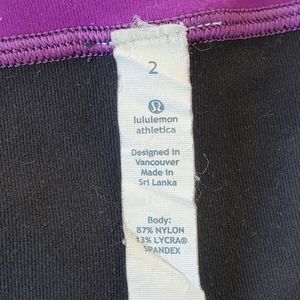 2
lululemon
athletica
Designed in
Vancouver
Made in
Sri Lanka
Body:
87% NYLON
13% LYCRA®
SPANDEX